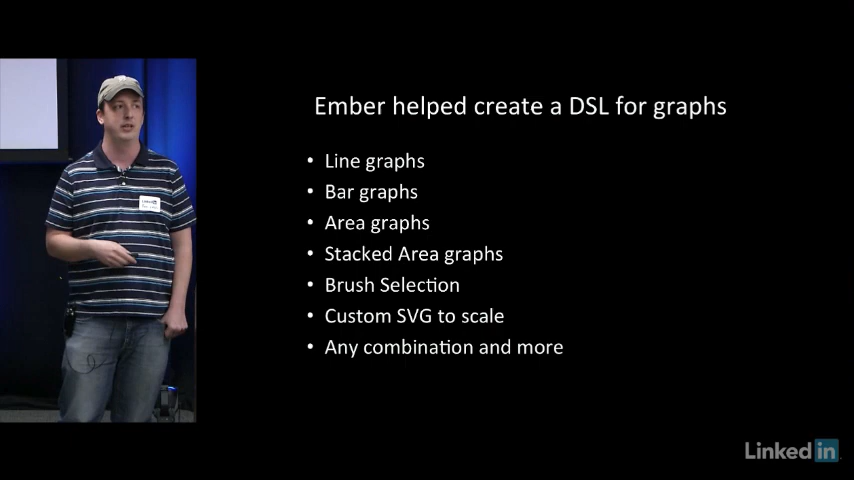 Ember helped create a DSL for graphs
• Line graphs
• Bar graphs
• Area graphs
• Stacked Area graphs
• Brush Selection
• Custom SVG to scale
• Any combination and more
LinkedIn
Linked in